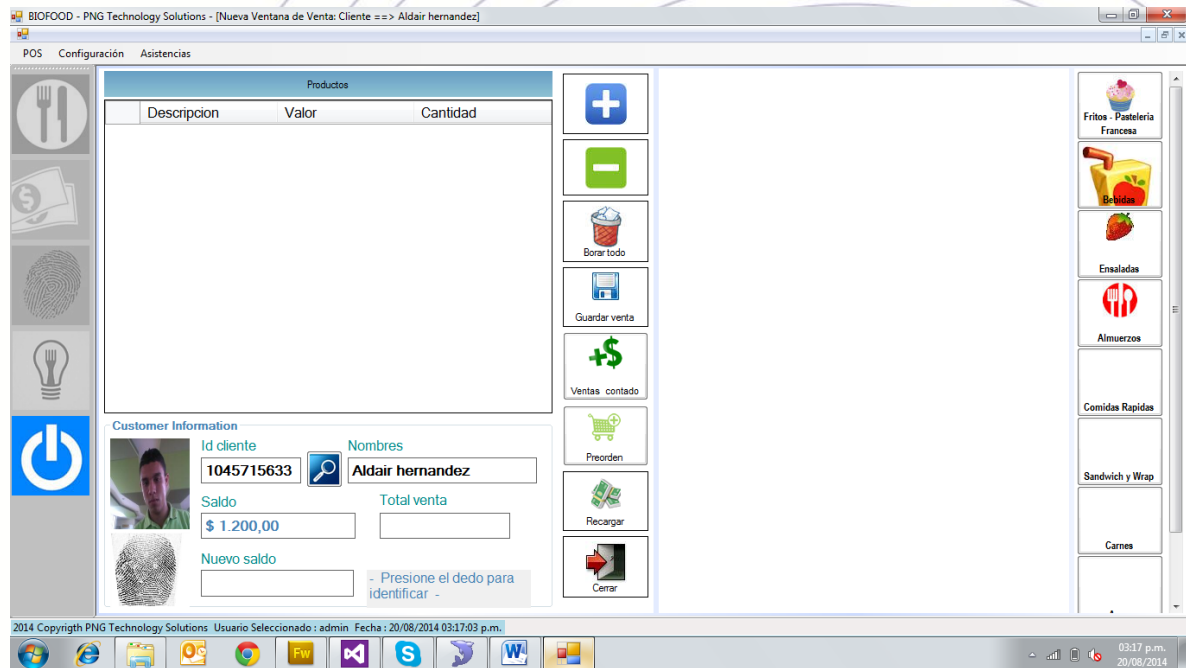 BIOFOOD - PNG Technology Solutions - [Nueva Ventana de Venta: Cliente ==> Aldair hernandez]
POS Configuración Asistencias
Productos
Descripcion Valor Cantidad
Borar todo
Guardar venta
+$
Ventas contado
Preorden
Recargar
Cerrar
Fritos - Pasteleria
Francesa
Bebidas
Ensaladas
Almuerzos
Comidas Rapidas
Sandwich y Wrap
Carnes
Customer Information
Id cliente Nombres
1045715633 Aldair hernandez
Saldo Total venta
$ 1.200,00
Nuevo saldo
- Presione el dedo para
identificar -
2014 Copyrigth PNG Technology Solutions Usuario Seleccionado : admin Fecha : 20/08/2014 03:17:03 p.m.
Fw
03:17 p.m.
20/08/2014